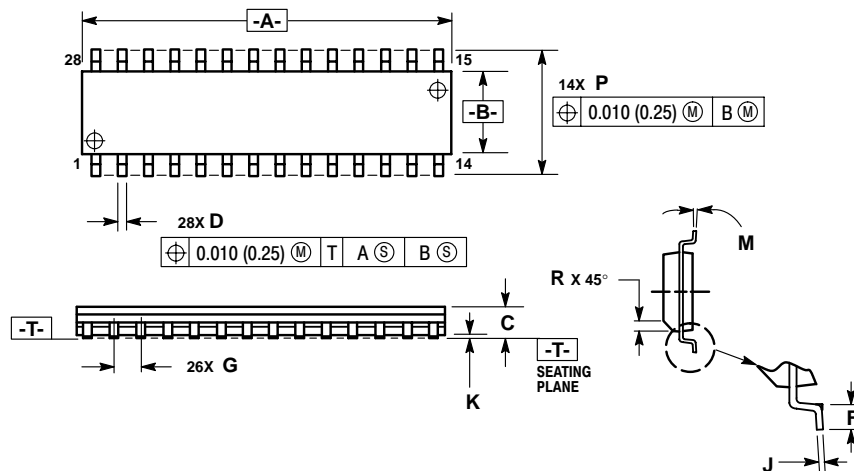 -A-
28
15
14X P
-B-
⌖ 0.010 (0.25) Ⓜ B Ⓜ
1
14
28X D
⌖ 0.010 (0.25) Ⓜ T A Ⓢ B Ⓢ
M
R X 45°
-T-
C
26X G
-T-
SEATING
PLANE
K
F
J